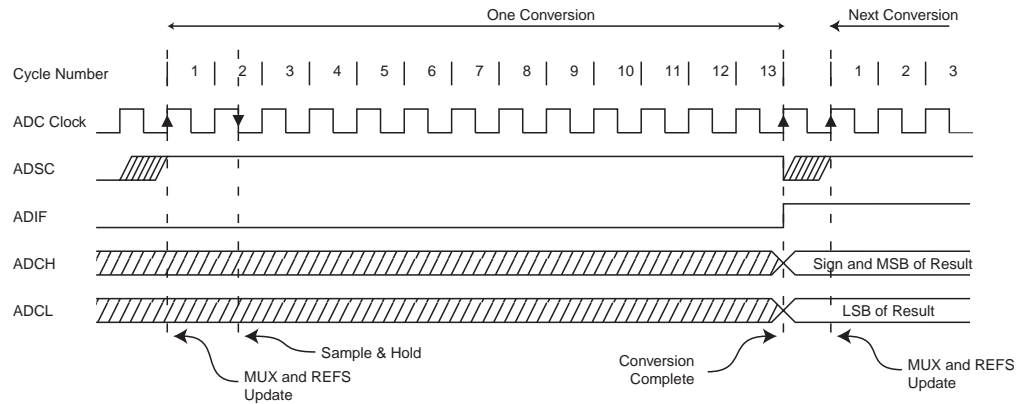 One Conversion
Next Conversion
Cycle Number 1 2 3 4 5 6 7 8 9 10 11 12 13 1 2 3
ADC Clock
ADSC
ADIF
ADCH
Sign and MSB of Result
ADCL
LSB of Result
Sample & Hold
MUX and REFS
Update
Conversion
Complete
MUX and REFS
Update